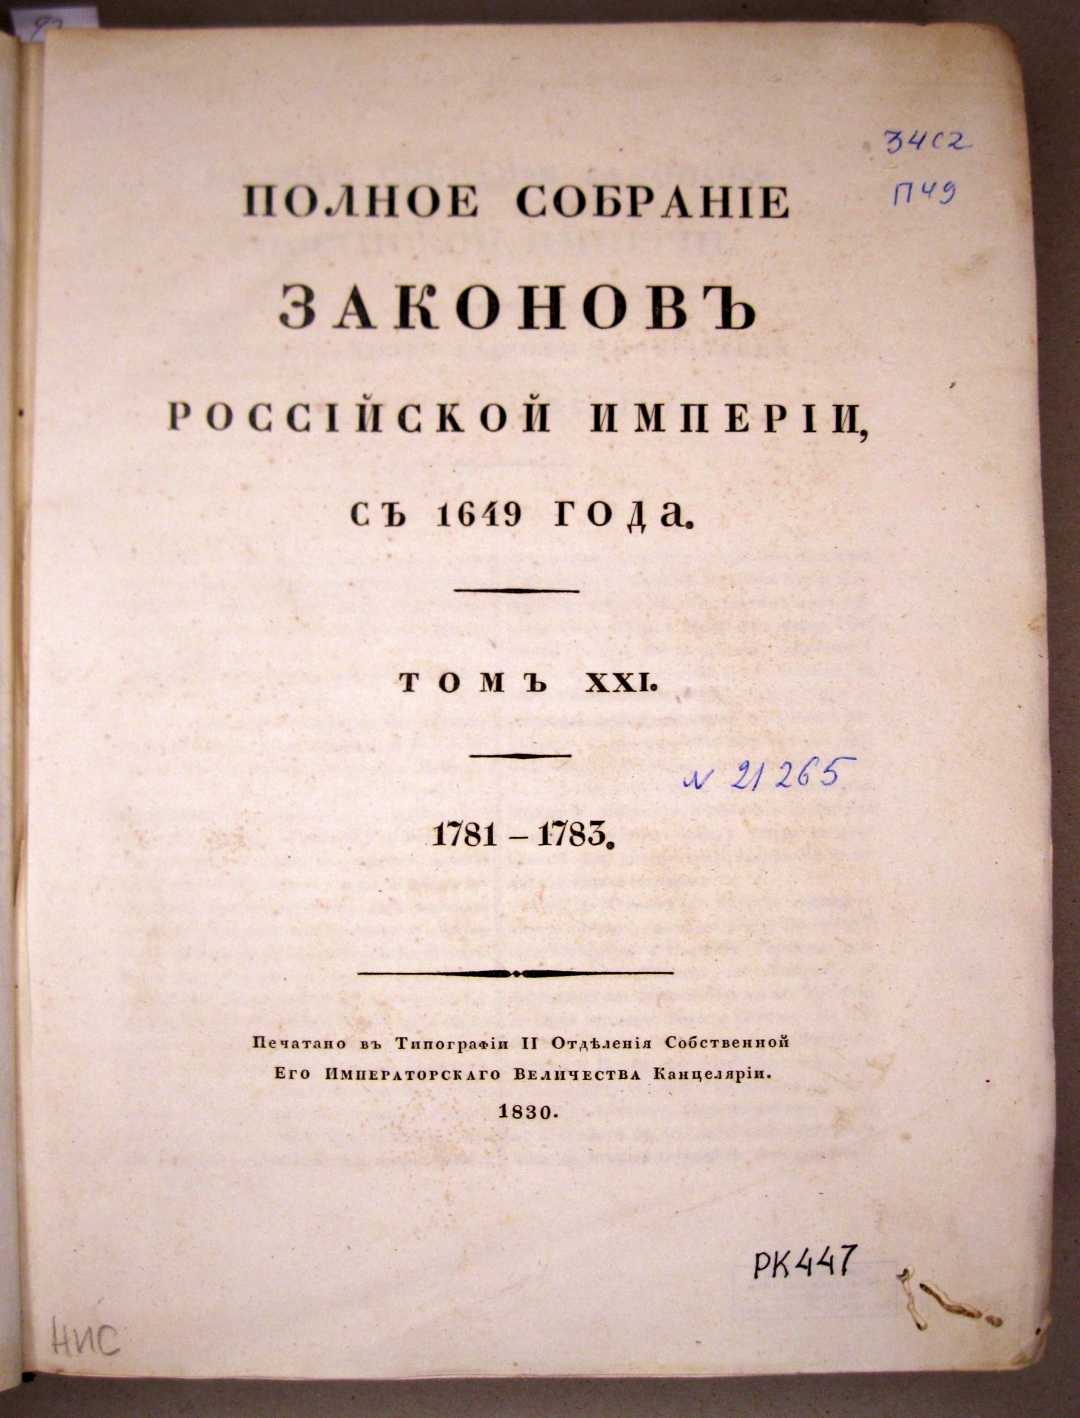 34С2
П49
ПОЛНОЕ СОБРАНІЕ
ЗАКОНОВЪ
РОССІЙСКОЙ ИМПЕРІИ,
СЪ 1649 ГОДА.
ТОМЪ XXI.
N 21265
1781 – 1783.
Печатано въ Типографіи II Отдѣленія Собственной
Его ИМПЕРАТОРСКАГО ВЕЛИЧЕСТВА Канцеляріи.
1830.
РК447
НИС